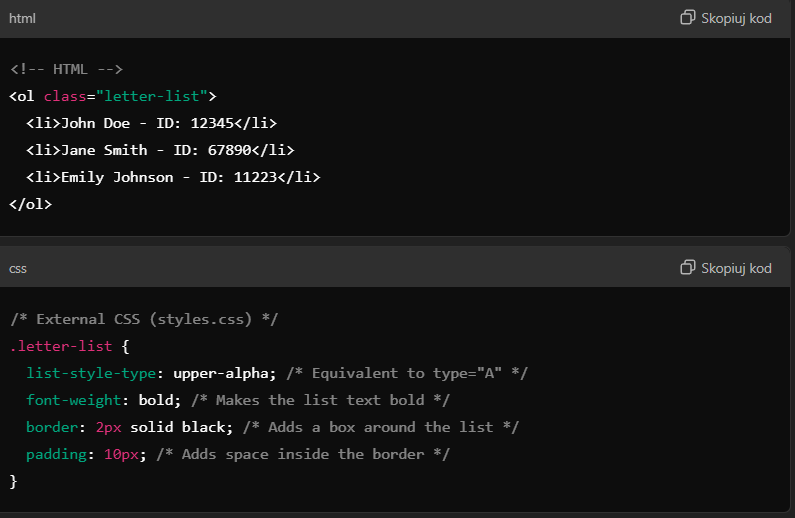 html
Skopiuj kod
<!-- HTML -->
<ol class="letter-list">
  <li>John Doe - ID: 12345</li>
  <li>Jane Smith - ID: 67890</li>
  <li>Emily Johnson - ID: 11223</li>
</ol>
css
Skopiuj kod
/* External CSS (styles.css) */
.letter-list {
  list-style-type: upper-alpha; /* Equivalent to type="A" */
  font-weight: bold; /* Makes the list text bold */
  border: 2px solid black; /* Adds a box around the list */
  padding: 10px; /* Adds space inside the border */
}